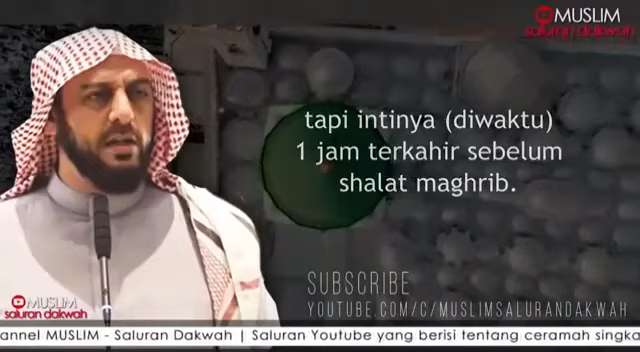 MUSLIM
saluran dakwah
tapi intinya (diwaktu)
1 jam terkahir sebelum
shalat maghrib.
SUBSCRIBE
YOUTUBE.COM/C/MUSLIMSALURANDAKWAH
MUSLIM
saluran dakwah
annel MUSLIM - Saluran Dakwah | Saluran Youtube yang berisi tentang ceramah singka